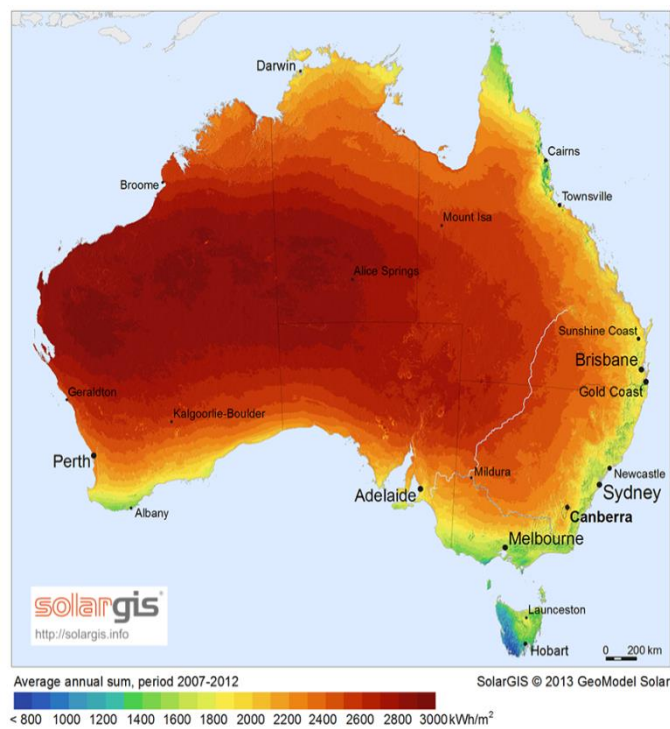 Darwin
Cairns
Broome
Townsville
Mount Isa
Alice Springs
Sunshine Coast
Brisbane
Gold Coast
Geraldton
Kalgoorlie-Boulder
Perth
Mildura
Newcastle
Adelaide
Sydney
Albany
Canberra
Melbourne
solargis
http://solargis.info
Launceston
Hobart
0 200 km
Average annual sum, period 2007-2012
SolarGIS © 2013 GeoModel Solar
< 800 1000 1200 1400 1600 1800 2000 2200 2400 2600 2800 3000 kWh/m²